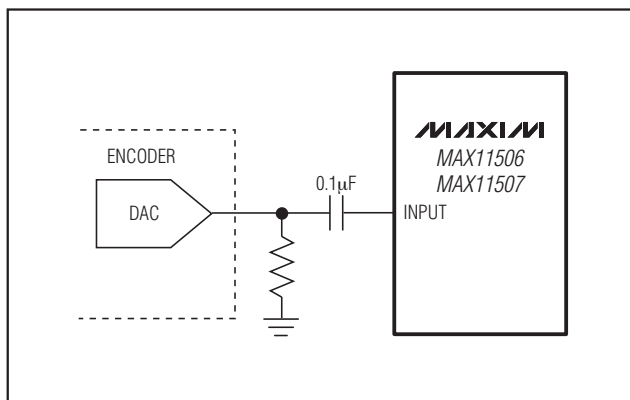 ENCODER
DAC
0.1µF
MAXIM
MAX11506
MAX11507
INPUT